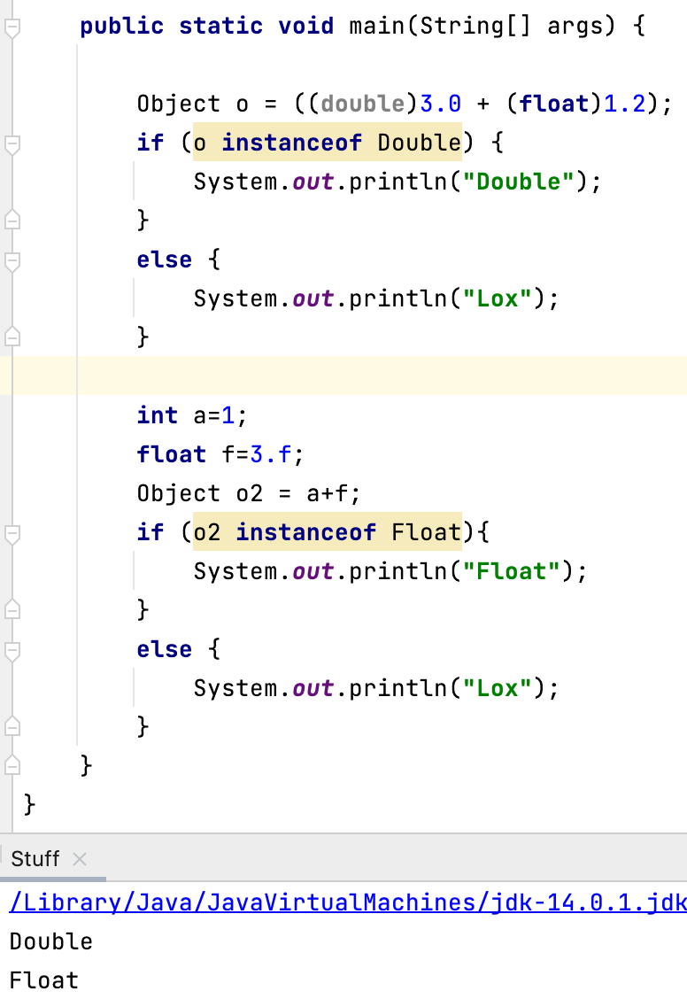 public static void main(String[] args) {
Object o = ((double)3.0 + (float)1.2);
if (o instanceof Double) {
System.out.println("Double");
}
else {
System.out.println("Lox");
}
int a=1;
float f=3.f;
Object o2 = a+f;
if (o2 instanceof Float){
System.out.println("Float");
}
else {
System.out.println("Lox");
}
}
}
Stuff
/Library/Java/JavaVirtualMachines/jdk-14.0.1.jdk
Double
Float